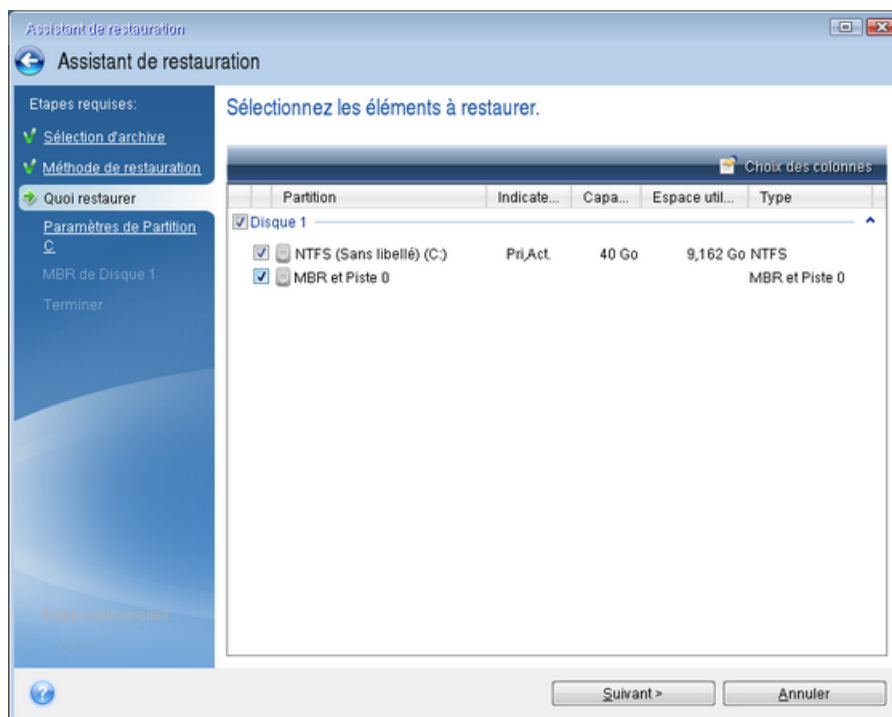 Assistant de restauration
Assistant de restauration
Etapes requises:
Sélection d'archive
Méthode de restauration
Quoi restaurer
Paramètres de Partition
C
MBR de Disque 1
Terminer
Etapes optionnelles
Sélectionnez les éléments à restaurer.
Choix des colonnes
Partition Indicate... Capa... Espace util... Type
Disque 1
NTFS (Sans libellé) (C:) Pri,Act. 40 Go 9,162 Go NTFS
MBR et Piste 0 MBR et Piste 0
Suivant > Annuler